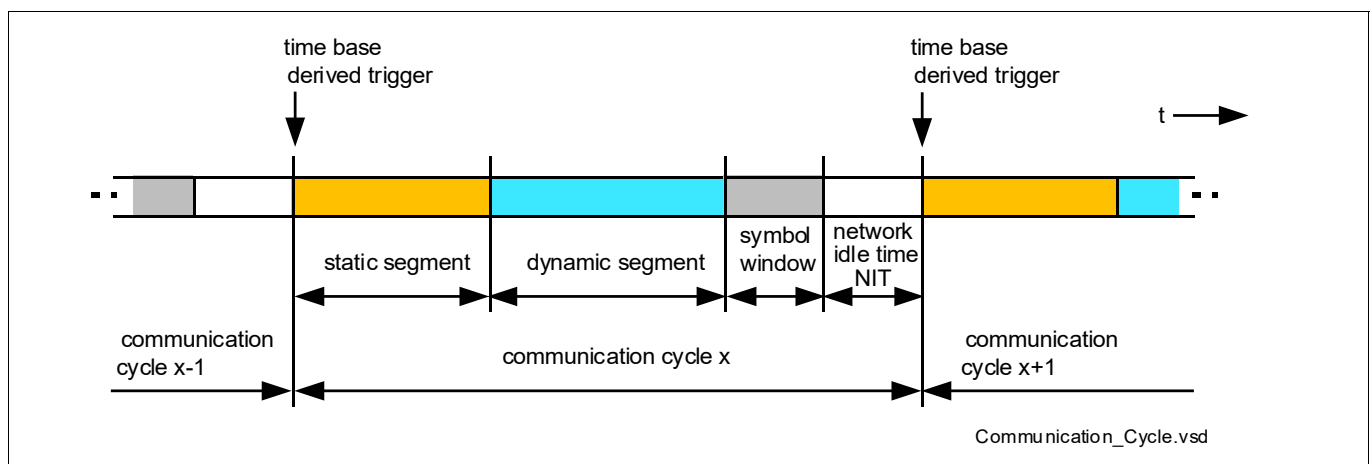 time base
derived trigger
time base
derived trigger
t
static segment
dynamic segment
symbol
window
network
idle time
NIT
communication
cycle x-1
communication cycle x
communication
cycle x+1
Communication_Cycle.vsd